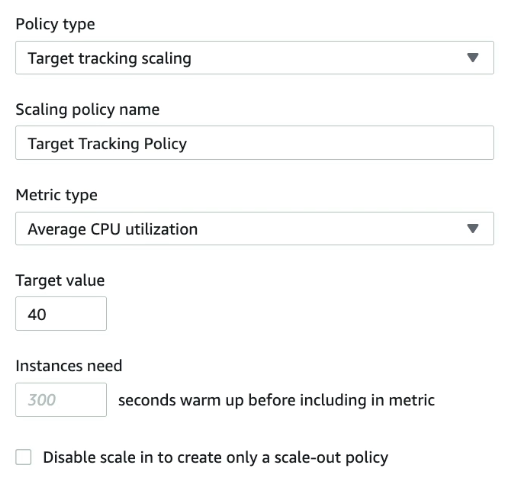 Policy type
Target tracking scaling
Scaling policy name
Target Tracking Policy
Metric type
Average CPU utilization
Target value
40
Instances need
300 seconds warm up before including in metric
Disable scale in to create only a scale-out policy